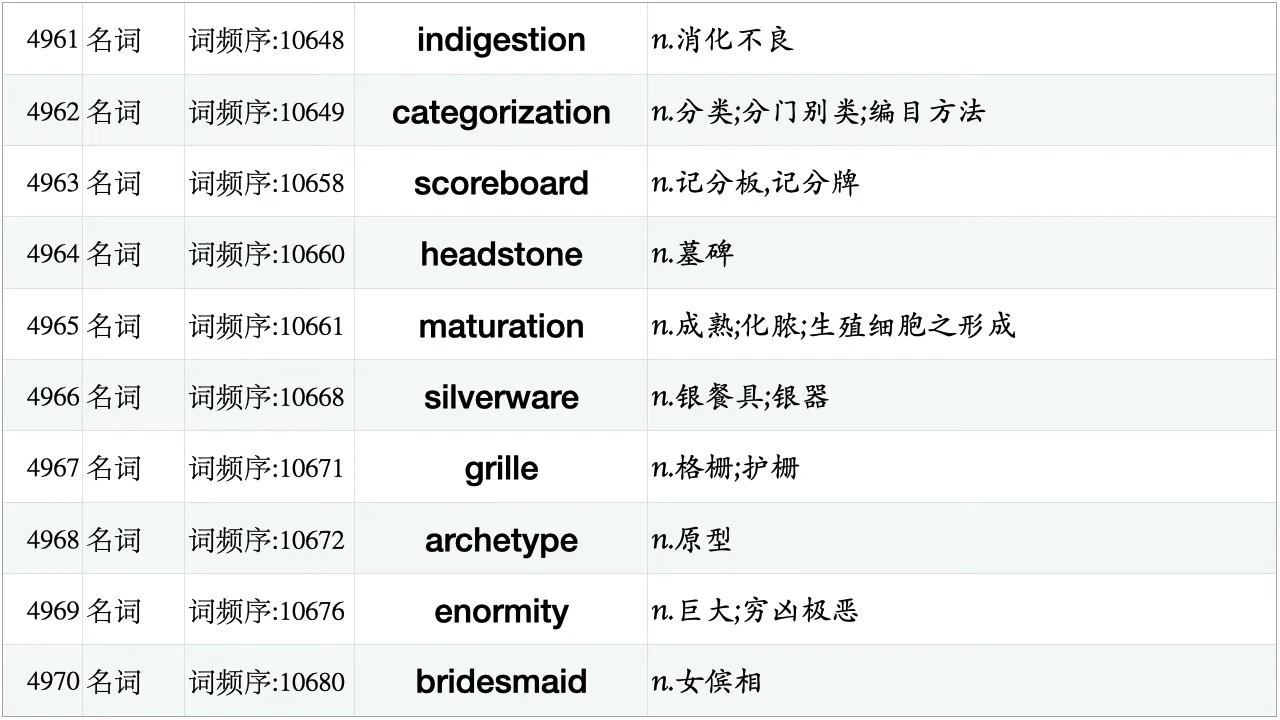 4961 名词 词频序:10648 indigestion n.消化不良
4962 名词 词频序:10649 categorization n.分类;分门别类;编目方法
4963 名词 词频序:10658 scoreboard n.记分板,记分牌
4964 名词 词频序:10660 headstone n.墓碑
4965 名词 词频序:10661 maturation n.成熟;化脓;生殖细胞之形成
4966 名词 词频序:10668 silverware n.银餐具;银器
4967 名词 词频序:10671 grille n.格栅;护栅
4968 名词 词频序:10672 archetype n.原型
4969 名词 词频序:10676 enormity n.巨大;穷凶极恶
4970 名词 词频序:10680 bridesmaid n.女傧相